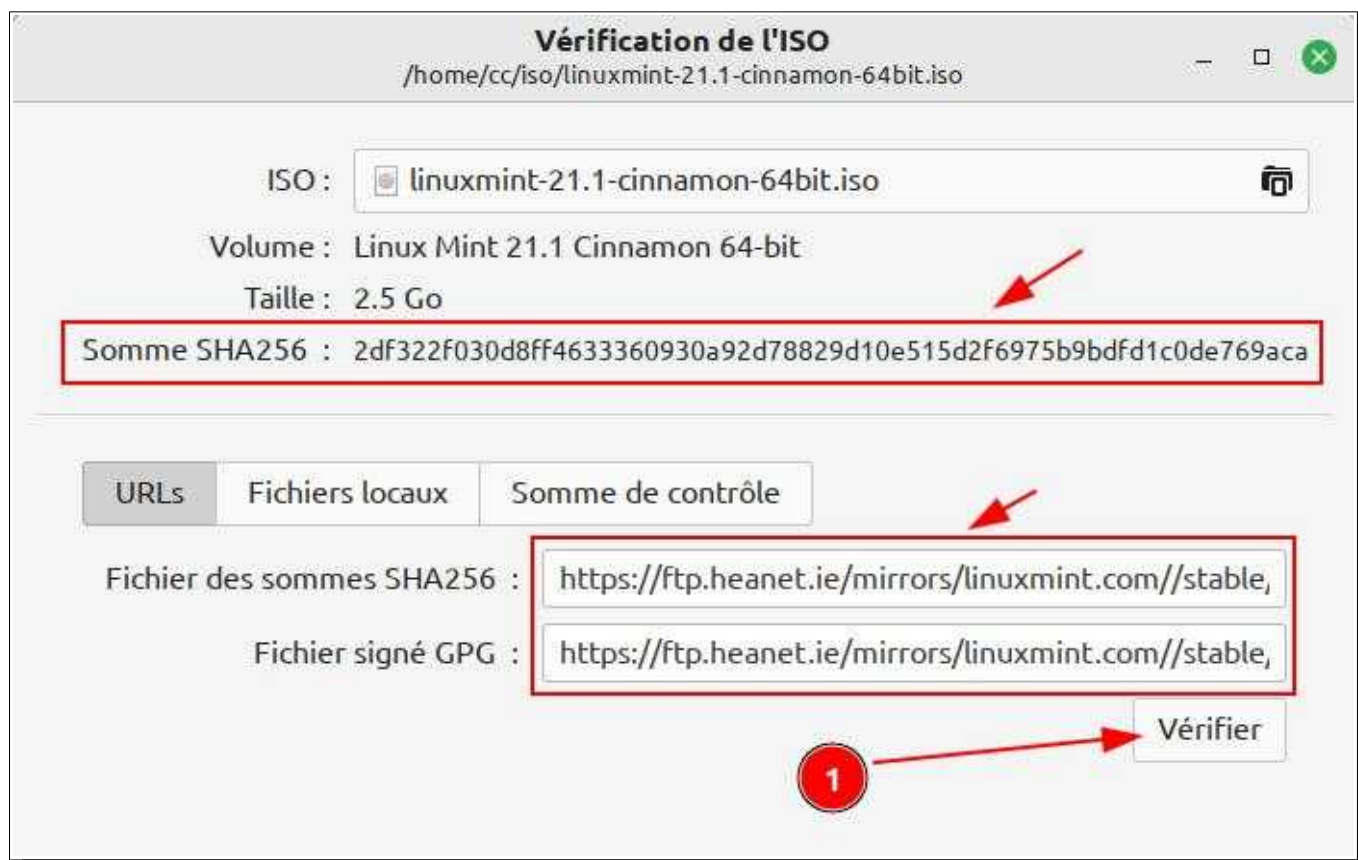 Vérification de l'ISO
/home/cc/iso/linuxmint-21.1-cinnamon-64bit.iso
ISO : linuxmint-21.1-cinnamon-64bit.iso
Volume : Linux Mint 21.1 Cinnamon 64-bit
Taille : 2.5 Go
Somme SHA256 : 2df322f030d8ff4633360930a92d78829d10e515d2f6975b9bdfd1c0de769aca
URLs Fichiers locaux Somme de contrôle
Fichier des sommes SHA256 : https://ftp.heanet.ie/mirrors/linuxmint.com//stable,
Fichier signé GPG : https://ftp.heanet.ie/mirrors/linuxmint.com//stable,
Vérifier
1